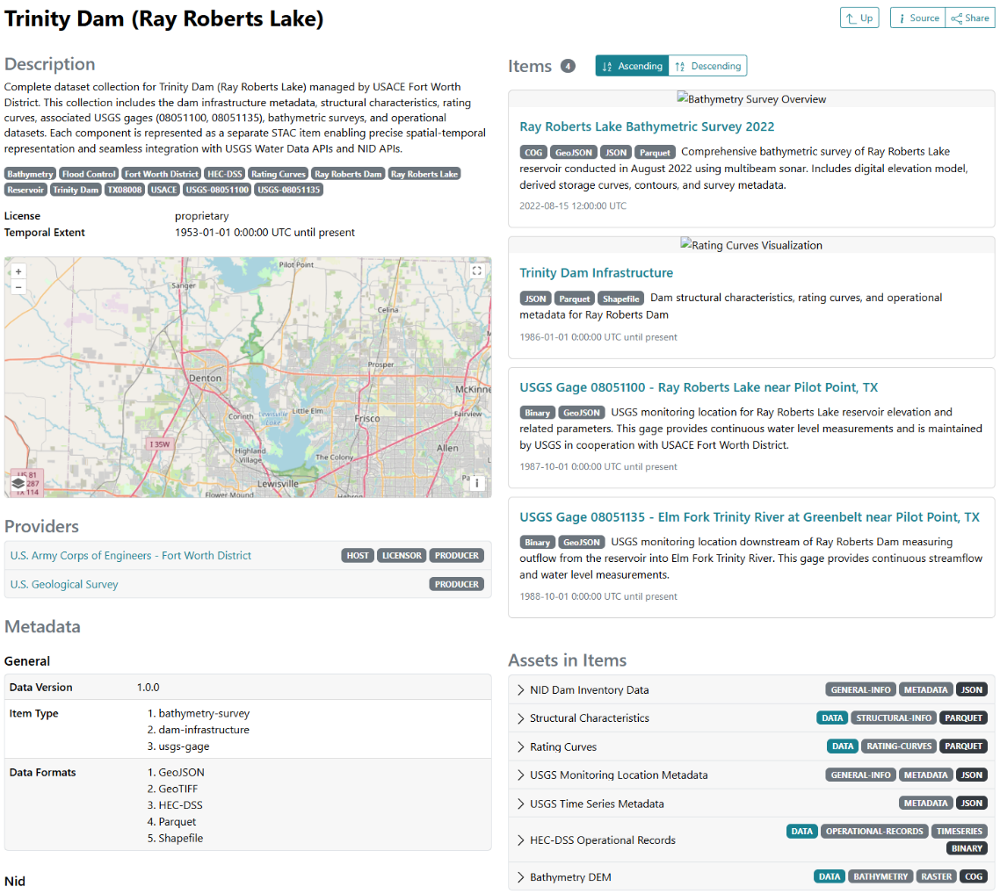 Trinity Dam (Ray Roberts Lake)
Up
Source
Share
Description
Complete dataset collection for Trinity Dam (Ray Roberts Lake) managed by USACE Fort Worth
District. This collection includes the dam infrastructure metadata, structural characteristics, rating
curves, associated USGS gages (08051100, 08051135), bathymetric surveys, and operational
datasets. Each component is represented as a separate STAC item enabling precise spatial-temporal
representation and seamless integration with USGS Water Data APIs and NID APIs.
Bathymetry Flood Control Fort Worth District HEC-DSS Rating Curves Ray Roberts Dam Ray Roberts Lake
Reservoir Trinity Dam TX08008 USACE USGS-08051100 USGS-08051135
License proprietary
Temporal Extent 1953-01-01 0:00:00 UTC until present
+
−
Pilot Point
Sanger
Celina
Prosper
Denton
McKinne
Corinth
Lewisville
Lake
Little Elm
Frisco
Fairview
I 35W
Highland
Village
The Colony
Allen
Lewisville
US 81
287
TX 114
Flower Mound
Hebron
Pa
i
Providers
U.S. Army Corps of Engineers - Fort Worth District HOST LICENSOR PRODUCER
U.S. Geological Survey PRODUCER
Metadata
General
Data Version 1.0.0
Item Type 1. bathymetry-survey
2. dam-infrastructure
3. usgs-gage
Data Formats 1. GeoJSON
2. GeoTIFF
3. HEC-DSS
4. Parquet
5. Shapefile
Nid
Items 4 Ascending Descending
Bathymetry Survey Overview
Ray Roberts Lake Bathymetric Survey 2022
COG GeoJSON JSON Parquet Comprehensive bathymetric survey of Ray Roberts Lake
reservoir conducted in August 2022 using multibeam sonar. Includes digital elevation model,
derived storage curves, contours, and survey metadata.
2022-08-15 12:00:00 UTC
Rating Curves Visualization
Trinity Dam Infrastructure
JSON Parquet Shapefile Dam structural characteristics, rating curves, and operational
metadata for Ray Roberts Dam
1986-01-01 0:00:00 UTC until present
USGS Gage 08051100 - Ray Roberts Lake near Pilot Point, TX
Binary GeoJSON USGS monitoring location for Ray Roberts Lake reservoir elevation and
related parameters. This gage provides continuous water level measurements and is maintained
by USGS in cooperation with USACE Fort Worth District.
1987-10-01 0:00:00 UTC until present
USGS Gage 08051135 - Elm Fork Trinity River at Greenbelt near Pilot Point, TX
Binary GeoJSON USGS monitoring location downstream of Ray Roberts Dam measuring
outflow from the reservoir into Elm Fork Trinity River. This gage provides continuous streamflow
and water level measurements.
1988-10-01 0:00:00 UTC until present
Assets in Items
NID Dam Inventory Data GENERAL-INFO METADATA JSON
Structural Characteristics DATA STRUCTURAL-INFO PARQUET
Rating Curves DATA RATING-CURVES PARQUET
USGS Monitoring Location Metadata GENERAL-INFO METADATA JSON
USGS Time Series Metadata METADATA JSON
HEC-DSS Operational Records DATA OPERATIONAL-RECORDS TIMESERIES
BINARY
Bathymetry DEM DATA BATHYMETRY RASTER COG